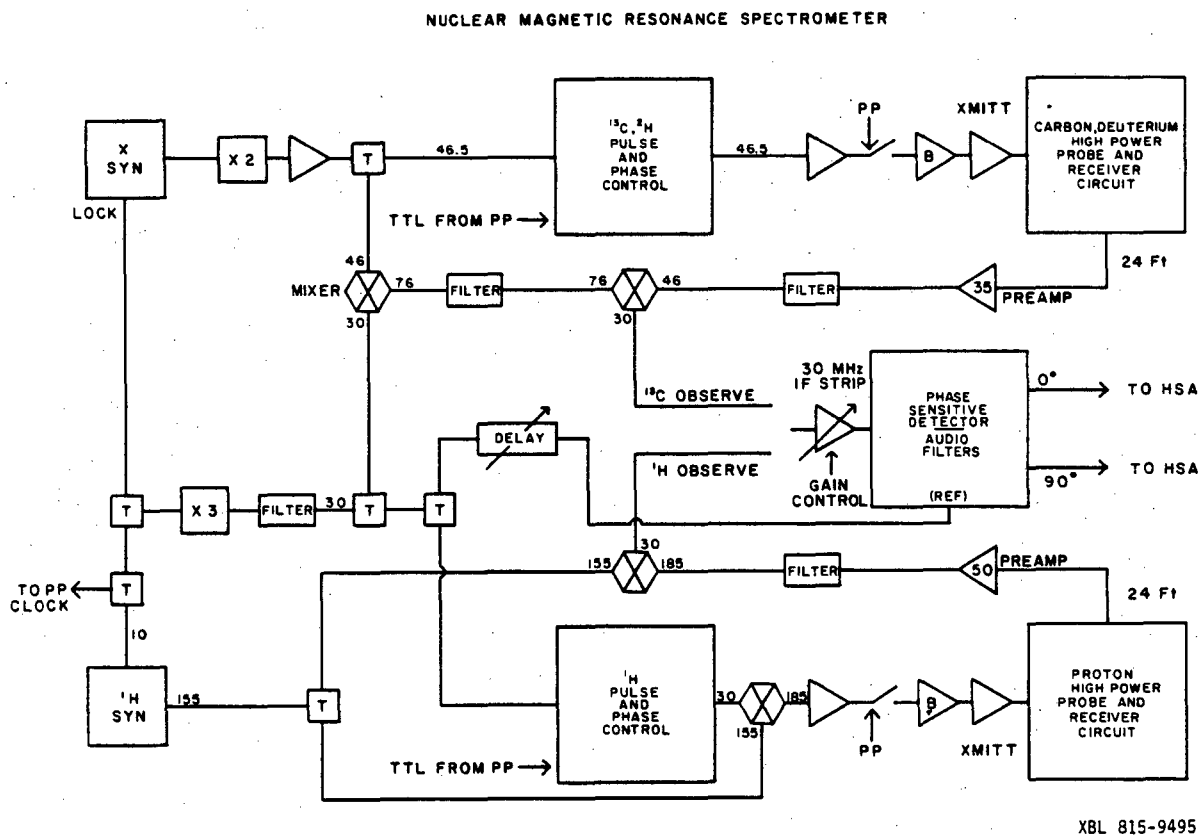 NUCLEAR MAGNETIC RESONANCE SPECTROMETER
X
SYN
LOCK
X 2
T
46.5
13C, 2H
PULSE
AND
PHASE
CONTROL
TTL FROM PP
46.5
PP
B
XMITT
CARBON, DEUTERIUM
HIGH POWER
PROBE AND
RECEIVER
CIRCUIT
24 Ft
46
MIXER
76
30
FILTER
76
46
30
FILTER
35
PREAMP
13C OBSERVE
30 MHz
IF STRIP
PHASE
SENSITIVE
DETECTOR
AUDIO
FILTERS
(REF)
0°
TO HSA
90°
TO HSA
DELAY
1H OBSERVE
GAIN
CONTROL
T
X 3
FILTER
30
T
T
TO PP
CLOCK
T
10
30
155
185
FILTER
50
PREAMP
24 Ft
1H
SYN
155
T
1H
PULSE
AND
PHASE
CONTROL
TTL FROM PP
30
185
155
PP
B
XMITT
PROTON
HIGH POWER
PROBE AND
RECEIVER
CIRCUIT
XBL 815-9495